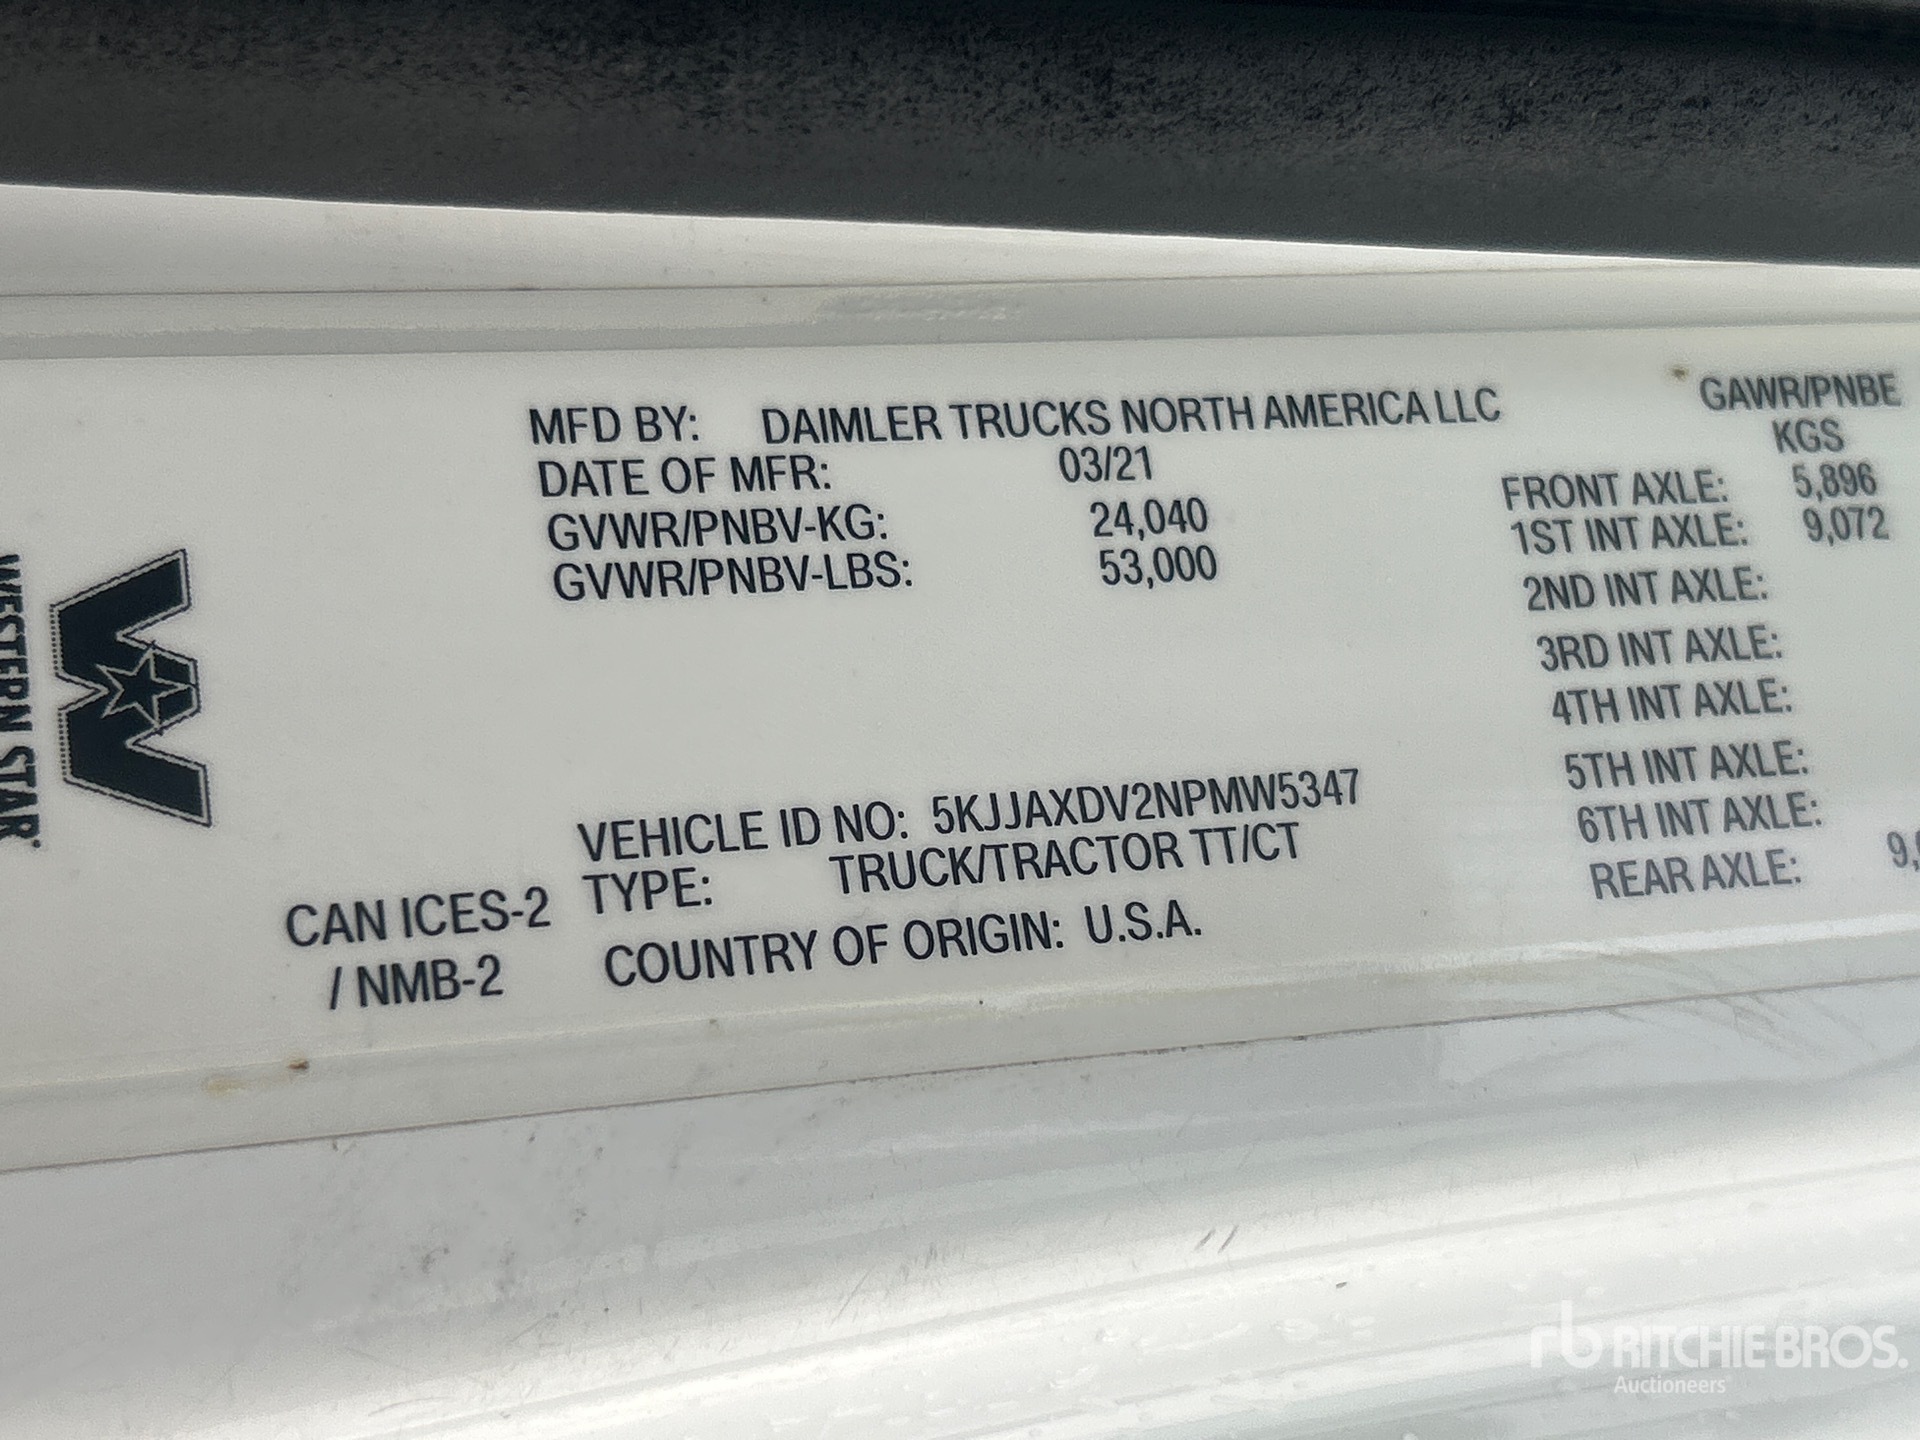 WESTERN STAR
MFD BY: DAIMLER TRUCKS NORTH AMERICA LLC
DATE OF MFR: 03/21
GVWR/PNBV-KG: 24,040
GVWR/PNBV-LBS: 53,000
VEHICLE ID NO: 5KJJAXDV2NPMW5347
TYPE: TRUCK/TRACTOR TT/CT
COUNTRY OF ORIGIN: U.S.A.
CAN ICES-2
/ NMB-2
GAWR/PNBE
KGS
FRONT AXLE: 5,896
1ST INT AXLE: 9,072
2ND INT AXLE:
3RD INT AXLE:
4TH INT AXLE:
5TH INT AXLE:
6TH INT AXLE:
REAR AXLE:
rb RITCHIE BROS.
Auctioneers